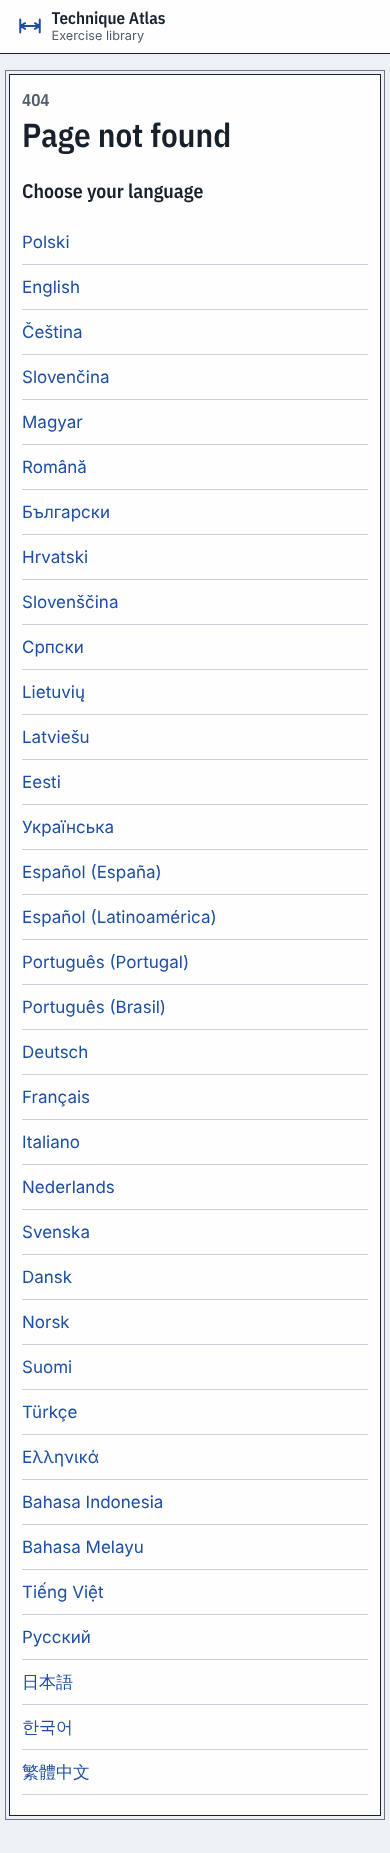 Technique Atlas
Exercise library
404
Page not found
Choose your language
Polski
English
Čeština
Slovenčina
Magyar
Română
Български
Hrvatski
Slovenščina
Српски
Lietuvių
Latviešu
Eesti
Українська
Español (España)
Español (Latinoamérica)
Português (Portugal)
Português (Brasil)
Deutsch
Français
Italiano
Nederlands
Svenska
Dansk
Norsk
Suomi
Türkçe
Ελληνικά
Bahasa Indonesia
Bahasa Melayu
Tiếng Việt
Русский
日本語
한국어
繁體中文